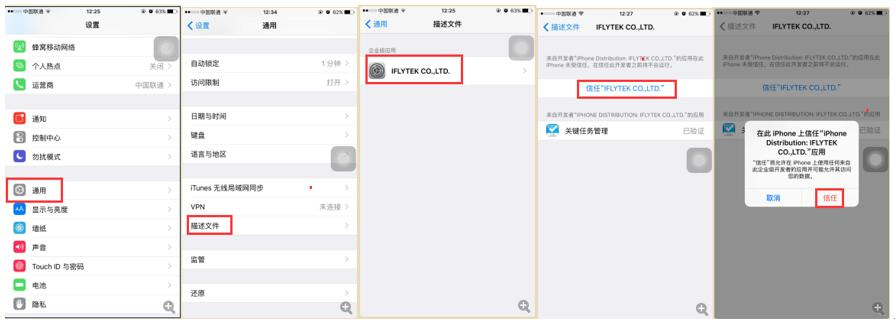 中国联通 12:25 63%
设置
蜂窝移动网络
个人热点 关闭
运营商 中国联通
通知
控制中心
勿扰模式
通用
显示与亮度
墙纸
声音
Touch ID 与密码
电池
隐私
中国联通 12:34 62%
设置 通用
自动锁定 1分钟
访问限制 打开
日期与时间
键盘
语言与地区
iTunes 无线局域网同步
VPN 未连接
描述文件
监管
还原
中国联通 12:25 63%
通用 描述文件
企业级应用
IFLYTEK CO.,LTD.
中国联通 12:27 62%
描述文件 IFLYTEK CO.,LTD.
来自开发者“iPhone Distribution: IFLYTEK CO.,LTD.”的应用在此
iPhone 未受信任。在信任此开发者之前将不会运行。
信任“IFLYTEK CO.,LTD.”
来自开发者“IPHONE DISTRIBUTION: IFLYTEK CO.,LTD.”的应用
关键任务管理 已验证
中国联通 12:27 62%
描述文件 IFLYTEK CO.,LTD.
来自开发者“iPhone Distribution: IFLYTEK CO.,LTD.”的应用在此
iPhone 未受信任。在信任此开发者之前将不会运行。
信任“IFLYTEK CO.,LTD.”
来自开发者“IPHONE DISTRIBUTION: IFLYTEK CO.,LTD.”的应用
已验证
在此 iPhone 上信任“iPhone
Distribution: IFLYTEK
CO.,LTD.”应用
“信任”将允许在 iPhone 上使用任何来自
此企业级开发者的应用并可能允许其访问
您的数据。
取消 信任